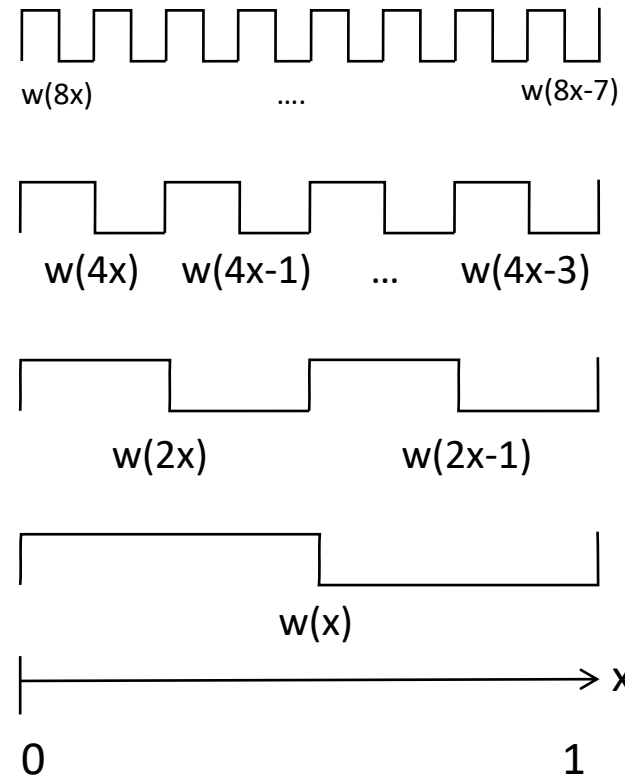 w(8x) .... w(8x-7)
w(4x) w(4x-1) ... w(4x-3)
w(2x) w(2x-1)
w(x)
x
0 1